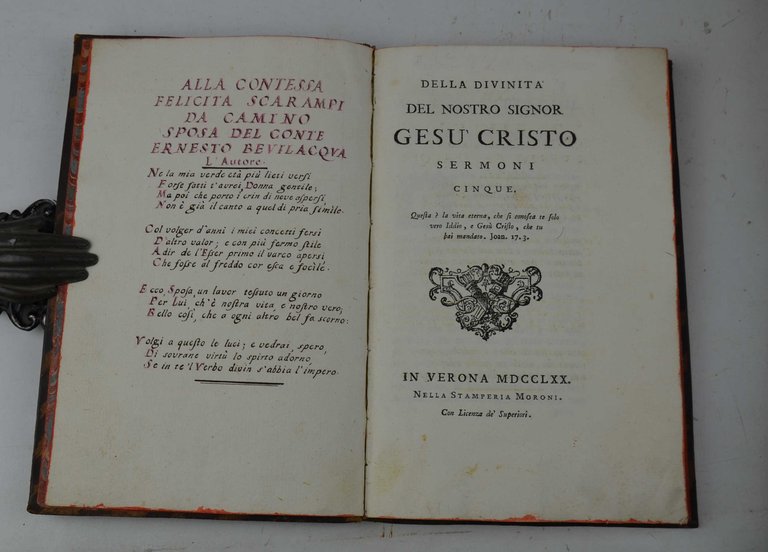 ALLA CONTESSA
FELICITA SCARAMPI
DA CAMINO
SPOSA DEL CONTE
ERNESTO BEVILACQVA
L'Autore.
Ne la mia verde età più lieti versi
Forse fatti t'avrei, Donna gentile;
Ma poi che porto i crin di neve aspersi,
Non è già il canto a quel di pria simìle.
Col volger d'anni i miei concetti fersi
D'altro valor; e con più fermo stile
A dir de l'Esser primo il varco apersi
Che fosse al freddo cor esca e focìle.
Ecco, Sposa, un lavor tessuto un giorno
Per Lui, ch'è nostra vita, e nostro vero;
Bello così, che a ogni altro bel fa scorno:
Volgi a questo le luci; e vedrai, spero,
Di sovrane virtù lo spirto adorno,
Se in te 'l Verbo divin s'abbia l'impero.
DELLA DIVINITA'
DEL NOSTRO SIGNOR
GESU' CRISTO
SERMONI
CINQUE.
Questa è la vita eterna, che si conosca te solo
vero Iddio, e Gesù Cristo, che tu
hai mandato. Joan. 17. 3.
IN VERONA MDCCLXX.
NELLA STAMPERIA MORONI.
Con Licenza de' Superiori.